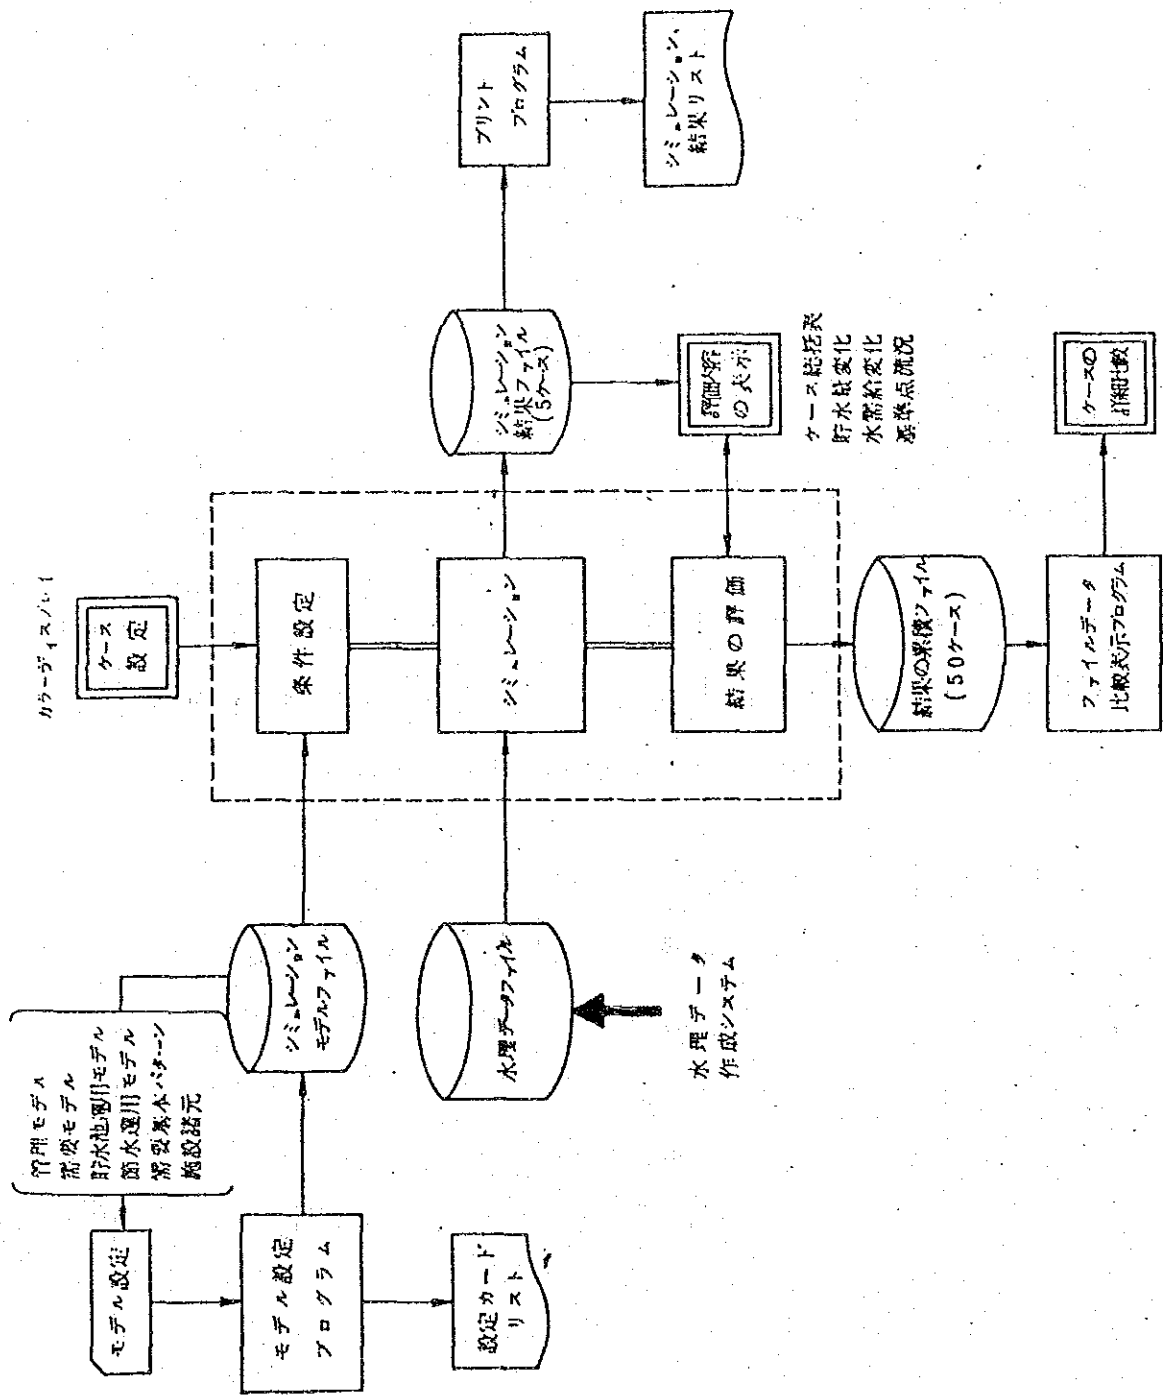 モデル設定
モデル設定
プログラム
設定カード
リスト
管理モデル
需要モデル
貯水池運用モデル
節水運用モデル
需要基本パターン
施設諸元
シミュレーション
モデルファイル
水理データファイル
水理データ
作成システム
カラーディスプレイ
ケース
設定
条件設定
シミュレーション
結果の評価
結果の累積ファイル
(50ケース)
ファイルデータ
比較表示プログラム
シミュレーション
結果ファイル
(5ケース)
評価内容
の表示
ケース総括表
貯水量変化
水需給変化
基準点流況
ケースの
詳細比較
プリント
プログラム
シミュレーション
結果リスト